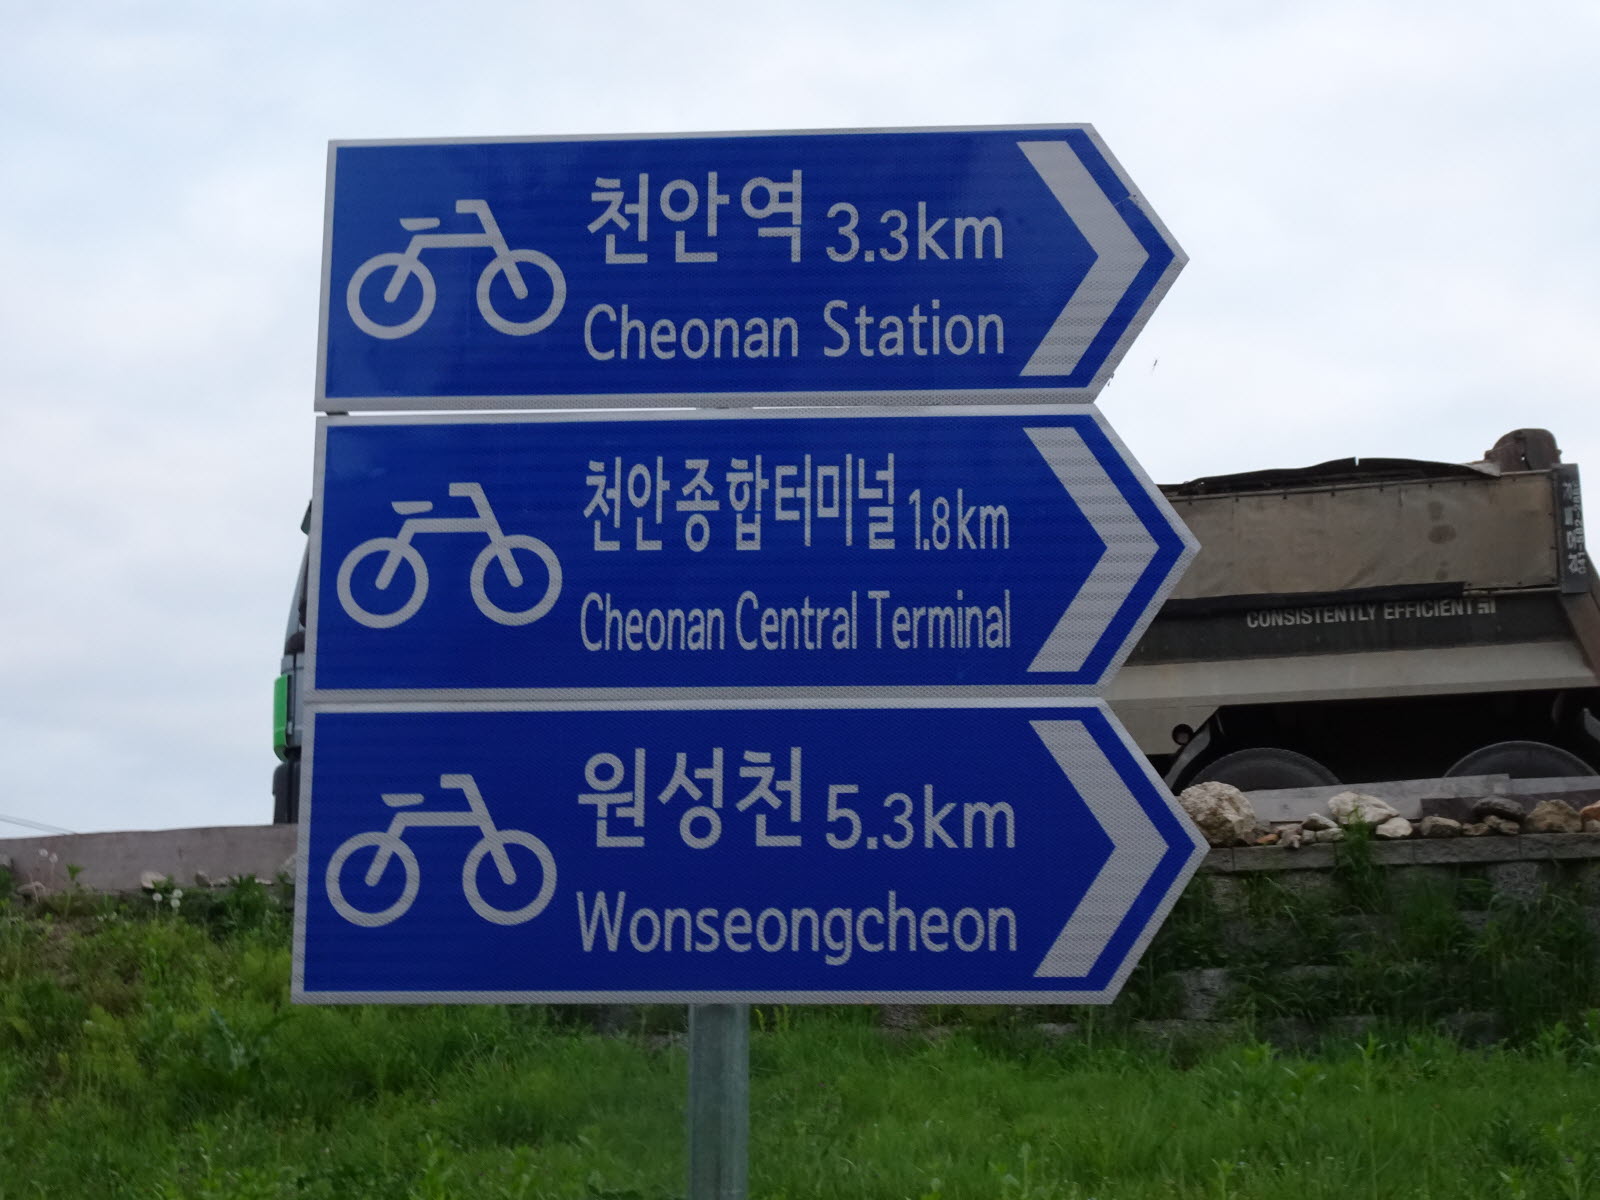 천안역 3.3km
Cheonan Station
천안종합터미널 1.8km
Cheonan Central Terminal
원성천 5.3km
Wonseongcheon
CONSISTENTLY EFFICIENT